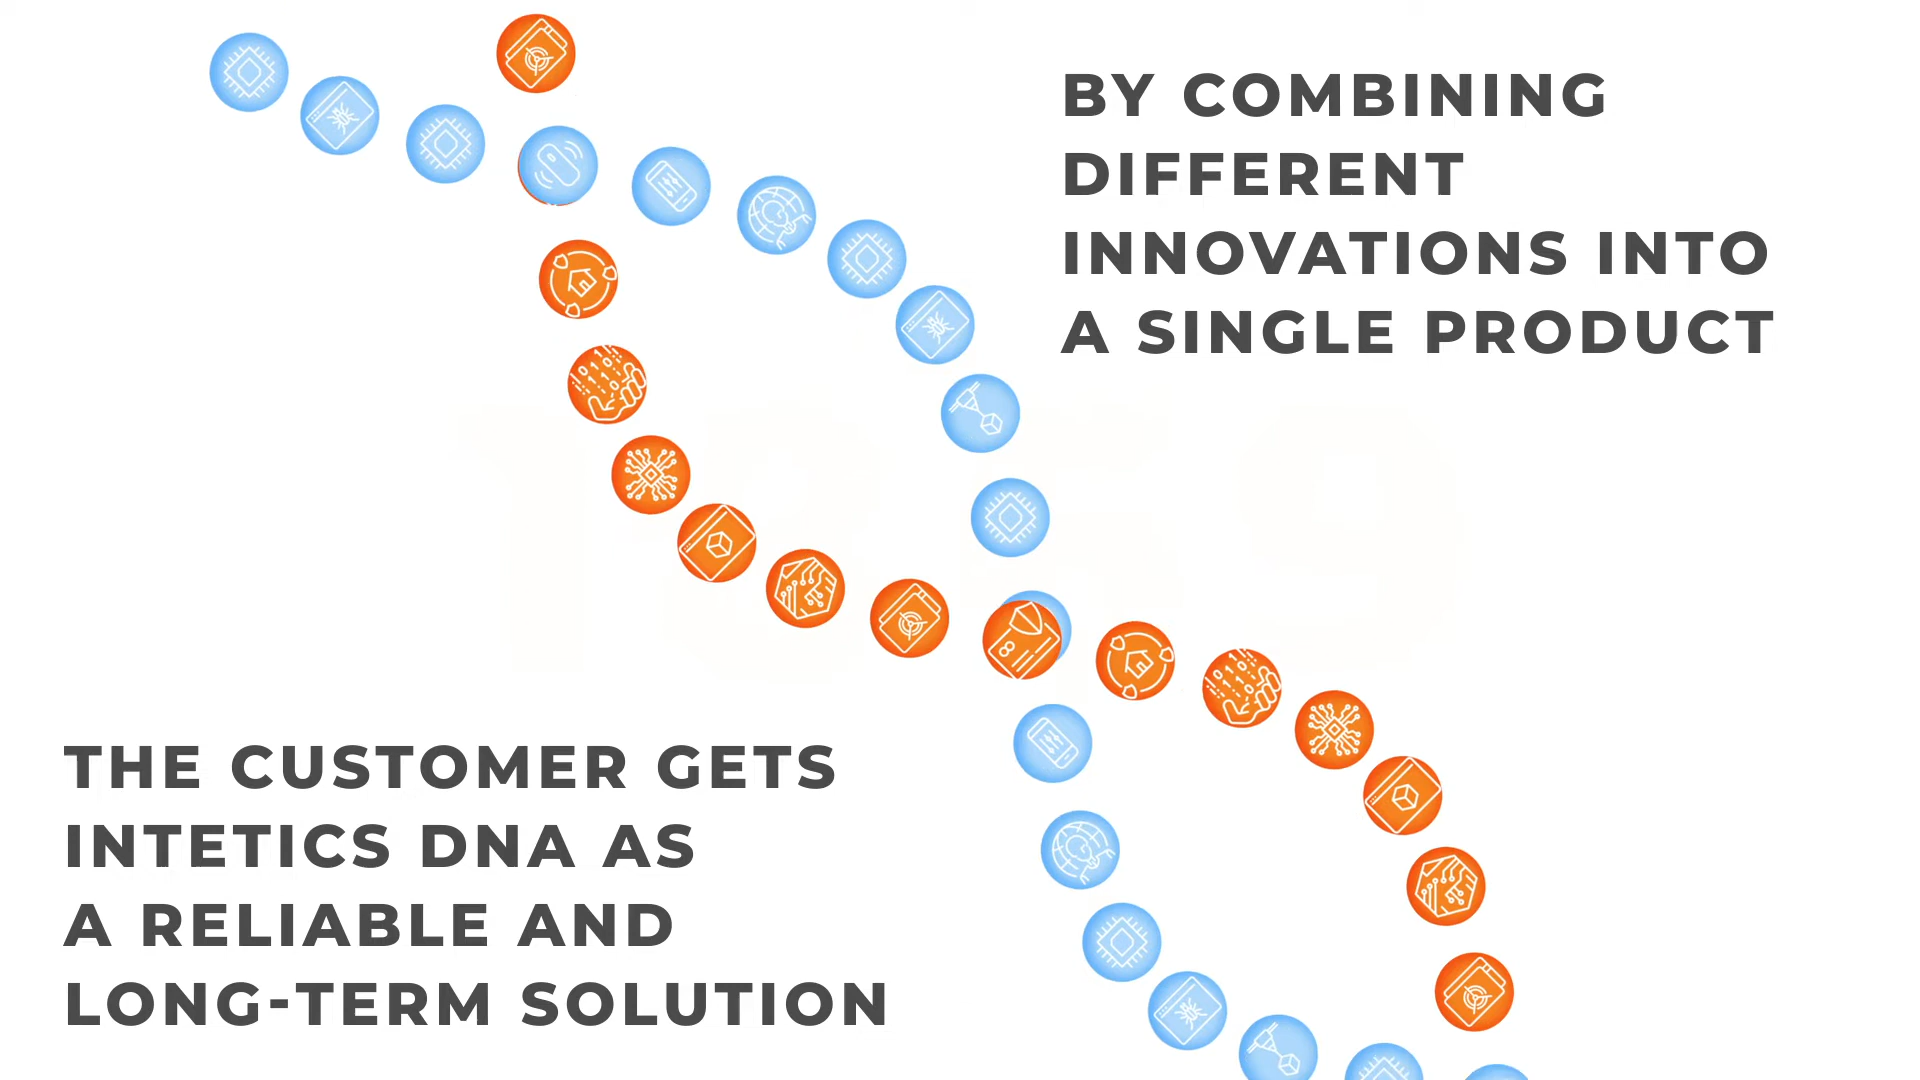 BY COMBINING
DIFFERENT
INNOVATIONS INTO
A SINGLE PRODUCT
THE CUSTOMER GETS
INTETICS DNA AS
A RELIABLE AND
LONG-TERM SOLUTION